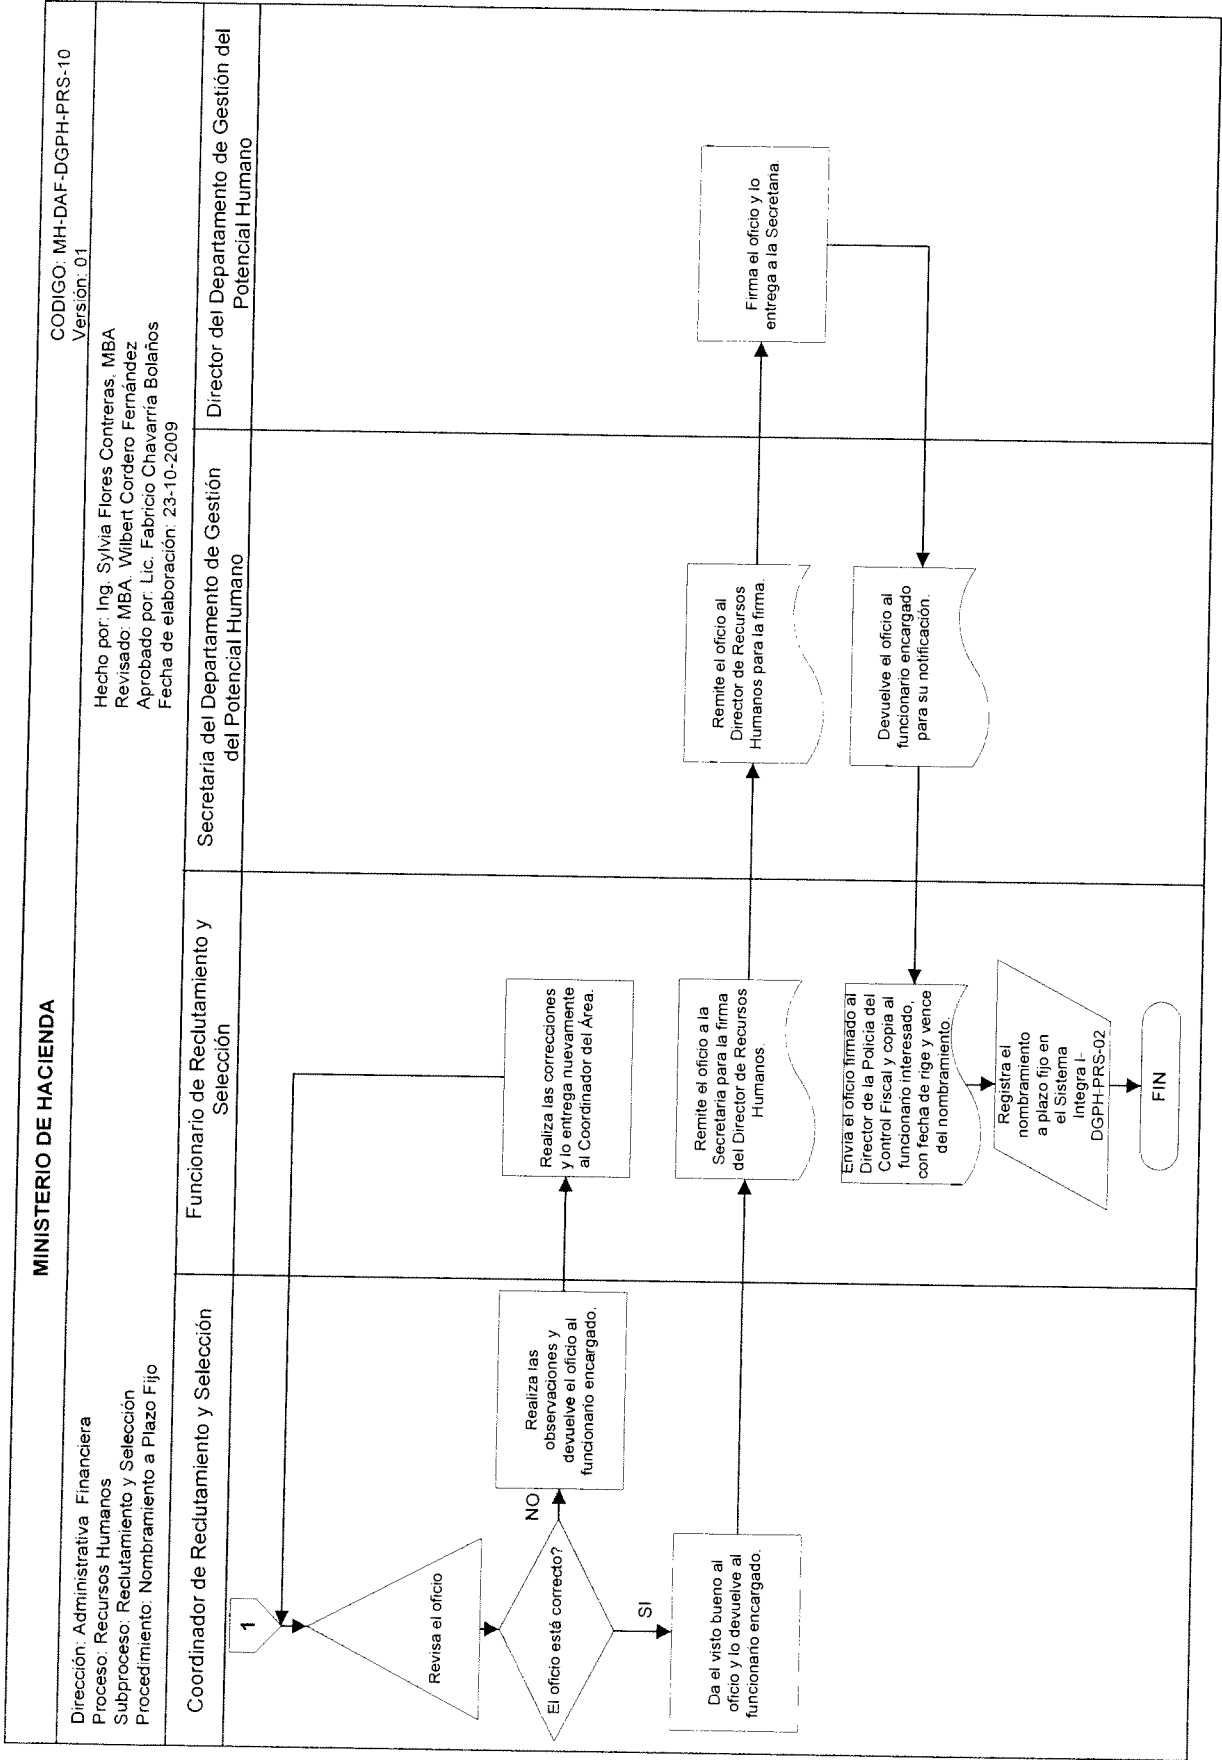 MINISTERIO DE HACIENDA
Dirección: Administrativa Financiera
Proceso: Recursos Humanos
Subproceso: Reclutamiento y Selección
Procedimiento: Nombramiento a Plazo Fijo
CODIGO: MH-DAF-DGPH-PRS-10
Versión: 01
Hecho por: Ing. Sylvia Flores Contreras, MBA
Revisado: MBA. Wilbert Cordero Fernández
Aprobado por: Lic. Fabricio Chavarría Bolaños
Fecha de elaboración: 23-10-2009
Coordinador de Reclutamiento y Selección
Funcionario de Reclutamiento y
Selección
Secretaria del Departamento de Gestión
del Potencial Humano
Director del Departamento de Gestión del
Potencial Humano
1
Revisa el oficio
El oficio está correcto?
NO
Realiza las
observaciones y
devuelve el oficio al
funcionario encargado.
Realiza las correcciones
y lo entrega nuevamente
al Coordinador del Área.
SI
Da el visto bueno al
oficio y lo devuelve al
funcionario encargado.
Remite el oficio a la
Secretaria para la firma
del Director de Recursos
Humanos.
Remite el oficio al
Director de Recursos
Humanos para la firma.
Firma el oficio y lo
entrega a la Secretaria.
Devuelve el oficio al
funcionario encargado
para su notificación.
Envía el oficio firmado al
Director de la Policía del
Control Fiscal y copia al
funcionario interesado,
con fecha de rige y vence
del nombramiento.
Registra el
nombramiento
a plazo fijo en
el Sistema
Integra I-
DGPH-PRS-02
FIN